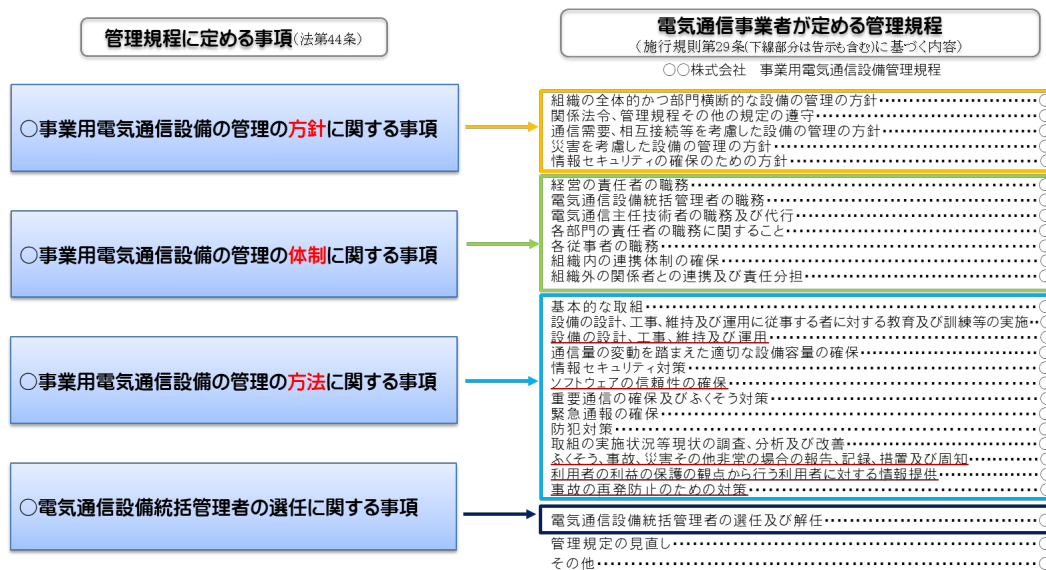 管理規程に定める事項(法第44条)
○事業用電気通信設備の管理の方針に関する事項
○事業用電気通信設備の管理の体制に関する事項
○事業用電気通信設備の管理の方法に関する事項
○電気通信設備統括管理者の選任に関する事項
電気通信事業者が定める管理規程
(施行規則第29条(下線部分は告示も含む)に基づく内容)
○○株式会社　事業用電気通信設備管理規程
組織の全体的かつ部門横断的な設備の管理の方針‥‥‥‥‥‥‥○
関係法令、管理規程その他の規定の遵守‥‥‥‥‥‥‥‥‥‥○
通信需要、相互接続等を考慮した設備の管理の方針‥‥‥‥‥‥‥○
災害を考慮した設備の管理の方針‥‥‥‥‥‥‥‥‥‥‥‥○
情報セキュリティの確保のための方針‥‥‥‥‥‥‥‥‥‥‥○
経営の責任者の職務‥‥‥‥‥‥‥‥‥‥‥‥‥‥‥○
電気通信設備統括管理者の職務‥‥‥‥‥‥‥‥‥‥‥‥○
電気通信主任技術者の職務及び代行‥‥‥‥‥‥‥‥‥‥‥○
各部門の責任者の職務に関すること‥‥‥‥‥‥‥‥‥‥‥○
各従事者の職務‥‥‥‥‥‥‥‥‥‥‥‥‥‥‥‥○
組織内の連携体制の確保‥‥‥‥‥‥‥‥‥‥‥‥‥‥○
組織外の関係者との連携及び責任分担‥‥‥‥‥‥‥‥‥‥○
基本的な取組‥‥‥‥‥‥‥‥‥‥‥‥‥‥‥‥‥○
設備の設計、工事、維持及び運用に従事する者に対する教育及び訓練等の実施‥○
設備の設計、工事、維持及び運用‥‥‥‥‥‥‥‥‥‥‥‥○
通信量の変動を踏まえた適切な設備容量の確保‥‥‥‥‥‥‥‥○
情報セキュリティ対策‥‥‥‥‥‥‥‥‥‥‥‥‥‥‥○
ソフトウェアの信頼性の確保‥‥‥‥‥‥‥‥‥‥‥‥‥○
重要通信の確保及びふくそう対策‥‥‥‥‥‥‥‥‥‥‥‥○
緊急通報の確保‥‥‥‥‥‥‥‥‥‥‥‥‥‥‥‥○
防犯対策‥‥‥‥‥‥‥‥‥‥‥‥‥‥‥‥‥‥○
取組の実施状況等現状の調査、分析及び改善‥‥‥‥‥‥‥‥‥○
ふくそう、事故、災害その他非常の場合の報告、記録、措置及び周知‥‥‥○
利用者の利益の保護の観点から行う利用者に対する情報提供‥‥‥‥○
事故の再発防止のための対策‥‥‥‥‥‥‥‥‥‥‥‥‥○
電気通信設備統括管理者の選任及び解任‥‥‥‥‥‥‥‥‥‥○
管理規定の見直し‥‥‥‥‥‥‥‥‥‥‥‥‥‥‥‥○
その他‥‥‥‥‥‥‥‥‥‥‥‥‥‥‥‥‥‥‥○